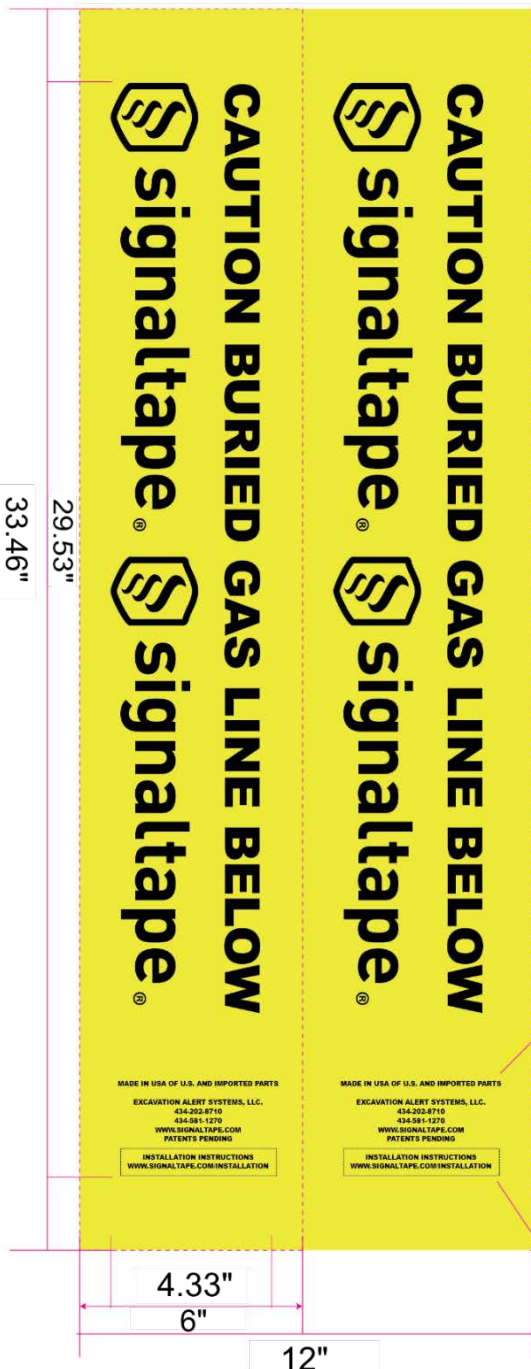 CAUTION BURIED GAS LINE BELOW
signaltape® signaltape®
MADE IN USA OF U.S. AND IMPORTED PARTS
EXCAVATION ALERT SYSTEMS, LLC.
434-202-8710
434-581-1270
WWW.SIGNALTAPE.COM
PATENTS PENDING
INSTALLATION INSTRUCTIONS
WWW.SIGNALTAPE.COM/INSTALLATION
CAUTION BURIED GAS LINE BELOW
signaltape® signaltape®
MADE IN USA OF U.S. AND IMPORTED PARTS
EXCAVATION ALERT SYSTEMS, LLC.
434-202-8710
434-581-1270
WWW.SIGNALTAPE.COM
PATENTS PENDING
INSTALLATION INSTRUCTIONS
WWW.SIGNALTAPE.COM/INSTALLATION
29.53"
33.46"
4.33"
6"
12"